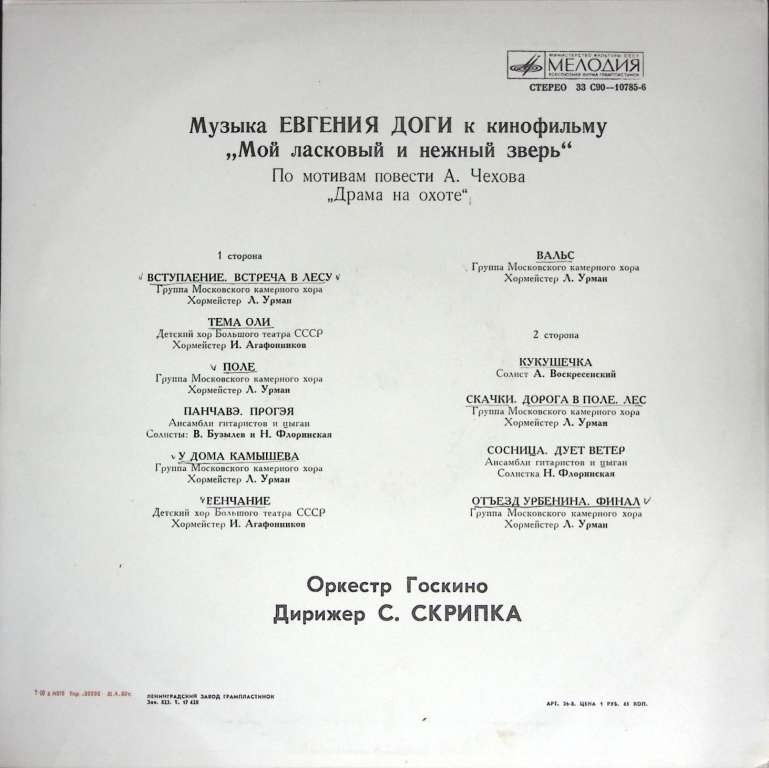 МИНИСТЕРСТВО КУЛЬТУРЫ СССР
МЕЛОДИЯ
ВСЕСОЮЗНАЯ ФИРМА ГРАМПЛАСТИНОК
СТЕРЕО 33 С90—10785-6
Музыка ЕВГЕНИЯ ДОГИ к кинофильму
„Мой ласковый и нежный зверь“
По мотивам повести А. Чехова
„Драма на охоте“
1 сторона
ВСТУПЛЕНИЕ. ВСТРЕЧА В ЛЕСУ
Группа Московского камерного хора
Хормейстер Л. Урман
ТЕМА ОЛИ
Детский хор Большого театра СССР
Хормейстер И. Агафонников
ПОЛЕ
Группа Московского камерного хора
Хормейстер Л. Урман
ПАНЧАВЭ. ПРОГЭЯ
Ансамбли гитаристов и цыган
Солисты: В. Бузылев и Н. Флоринская
У ДОМА КАМЫШЕВА
Группа Московского камерного хора
Хормейстер Л. Урман
ВЕНЧАНИЕ
Детский хор Большого театра СССР
Хормейстер И. Агафонников
ВАЛЬС
Группа Московского камерного хора
Хормейстер Л. Урман
2 сторона
КУКУШЕЧКА
Солист А. Воскресенский
СКАЧКИ. ДОРОГА В ПОЛЕ. ЛЕС
Группа Московского камерного хора
Хормейстер Л. Урман
СОСНИЦА. ДУЕТ ВЕТЕР
Ансамбли гитаристов и цыган
Солистка Н. Флоринская
ОТЪЕЗД УРБЕНИНА. ФИНАЛ
Группа Московского камерного хора
Хормейстер Л. Урман
Оркестр Госкино
Дирижер С. СКРИПКА
ЛЕНИНГРАДСКИЙ ЗАВОД ГРАМПЛАСТИНОК
Зак. 823. Т. 17 420
АРТ. 36-8. ЦЕНА 1 РУБ. 45 КОП.